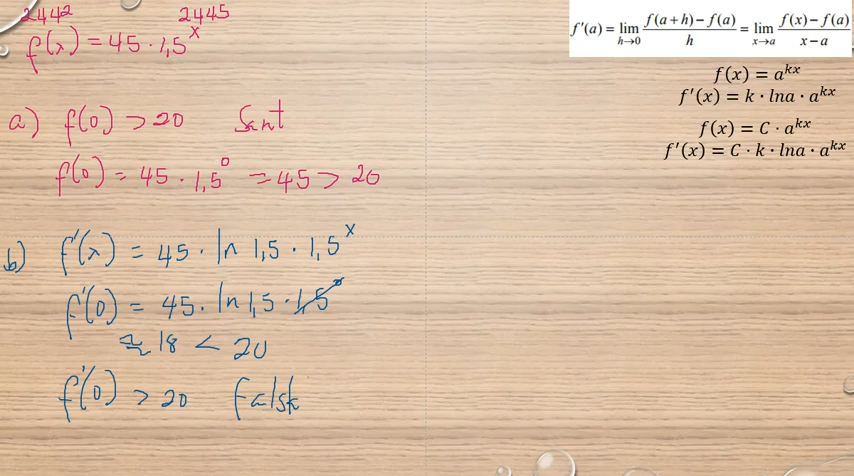 2442 2445
f(x) = 45 · 1,5^x
a) f(0) > 20 Sant
f(0) = 45 · 1,5^0 = 45 > 20
b) f'(x) = 45 · ln 1,5 · 1,5^x
f'(0) = 45 · ln 1,5 · 1,5^0
≈ 18 < 20
f'(0) > 20 Falsk
f'(a) = lim h→0 (f(a + h) − f(a))/h = lim x→a (f(x) − f(a))/(x − a)
f(x) = a^kx
f'(x) = k · lna · a^kx
f(x) = C · a^kx
f'(x) = C · k · lna · a^kx